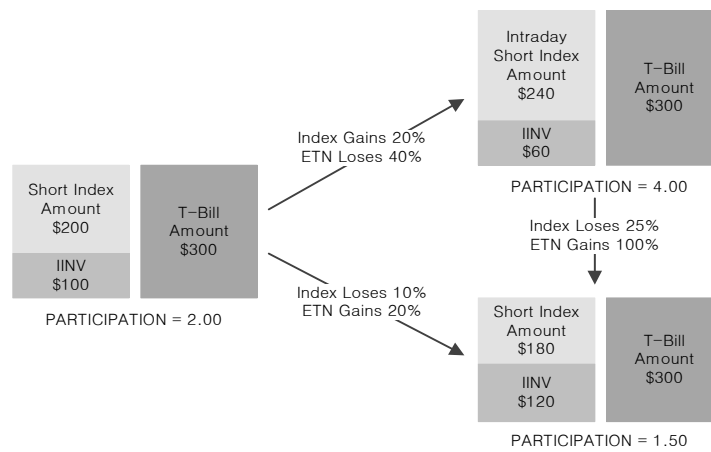 Intraday
Short Index
Amount
$240
IINV
$60
T-Bill
Amount
$300
PARTICIPATION = 4.00
Index Gains 20%
ETN Loses 40%
Short Index
Amount
$200
IINV
$100
T-Bill
Amount
$300
PARTICIPATION = 2.00
Index Loses 25%
ETN Gains 100%
Index Loses 10%
ETN Gains 20%
Short Index
Amount
$180
IINV
$120
T-Bill
Amount
$300
PARTICIPATION = 1.50